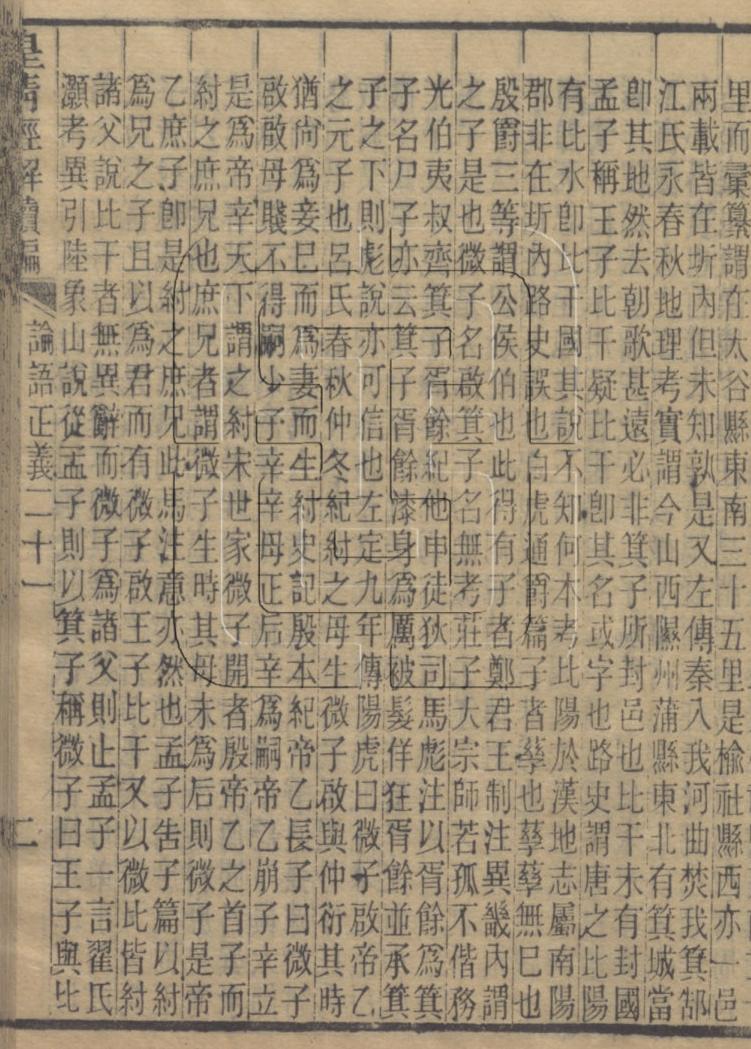 里而彙纂謂在太谷縣東南三十五里是榆社縣西亦一邑
兩載皆在圻內但未知孰是又左傳秦入我河曲焚我箕郜
江氏永春秋地理考實謂今山西隰州蒲縣東北有箕城當
卽其地然去朝歌甚遠必非箕子所封邑也比干未有封國
孟子稱王子比干疑比干卽其名或字也路史謂唐之比陽
有比水卽比干國其說不知何本考比陽於漢地志屬南陽
郡非在圻內路史誤也白虎通爵篇子者孳也孳孳無已也
殷爵三等謂公侯伯也此得有子者鄭君王制注異畿內謂
之子是也微子名啟箕子名無考莊子大宗師若狐不偕務
光伯夷叔齊箕子胥餘紀他申徒狄司馬彪注以胥餘爲箕
子名尸子亦云箕子胥餘漆身爲厲被髮佯狂胥餘並承箕
子之下則彪說亦可信也左定九年傳陽虎曰微子啟帝乙
之元子也呂氏春秋仲冬紀紂之母生微子啟與仲衍其時
猶尚爲妾已而爲妻而生紂史記殷本紀帝乙長子曰微子
啟啟母賤不得嗣少子辛辛母正后辛爲嗣帝乙崩子辛立
是爲帝辛天下謂之紂宋世家微子開者殷帝乙之首子而
紂之庶兄也庶兄者謂微子生時其母未爲后則微子是帝
乙庶子卽是紂之庶兄此馬注意亦然也孟子告子篇以紂
爲兄之子且以爲君而有微子啟王子比干又以微比皆紂
諸父說比干者無異辭而微子爲諸父則止孟子一言翟氏
灝考異引陸象山說從孟子則以箕子稱微子曰王子與比
皇清經解續編 論語正義二十一 二